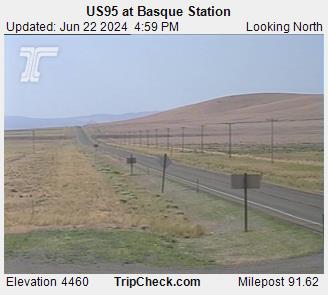 US95 at Basque Station
Updated: Jun 22 2024 4:59 PM Looking North
Elevation 4460 TripCheck.com Milepost 91.62